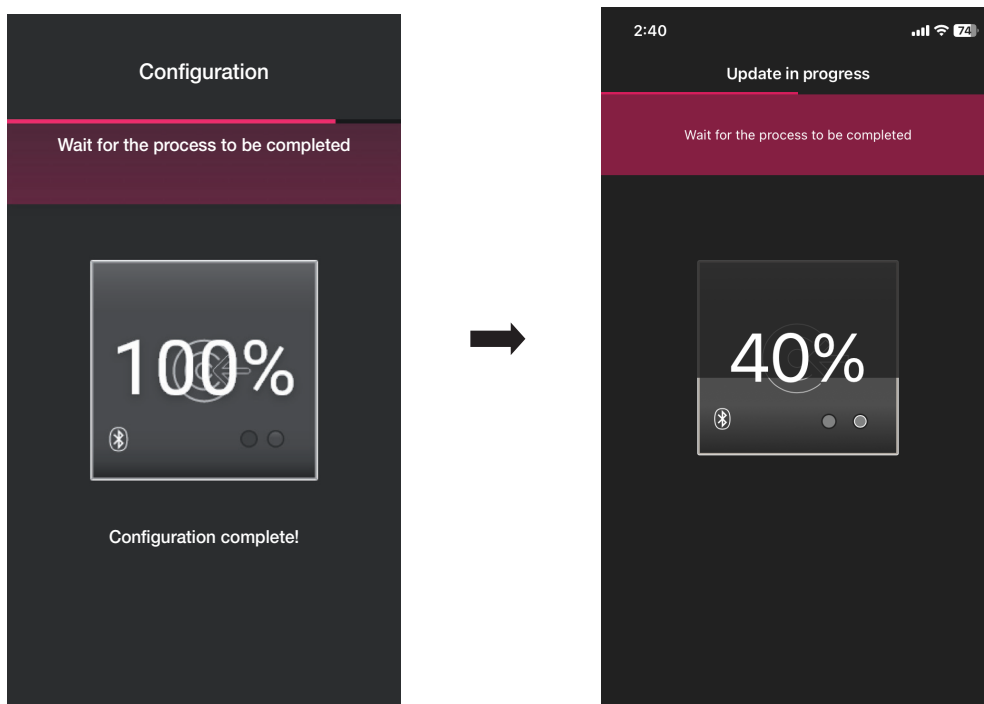 Configuration
Wait for the process to be completed
100%
Configuration complete!
2:40
74
Update in progress
Wait for the process to be completed
40%